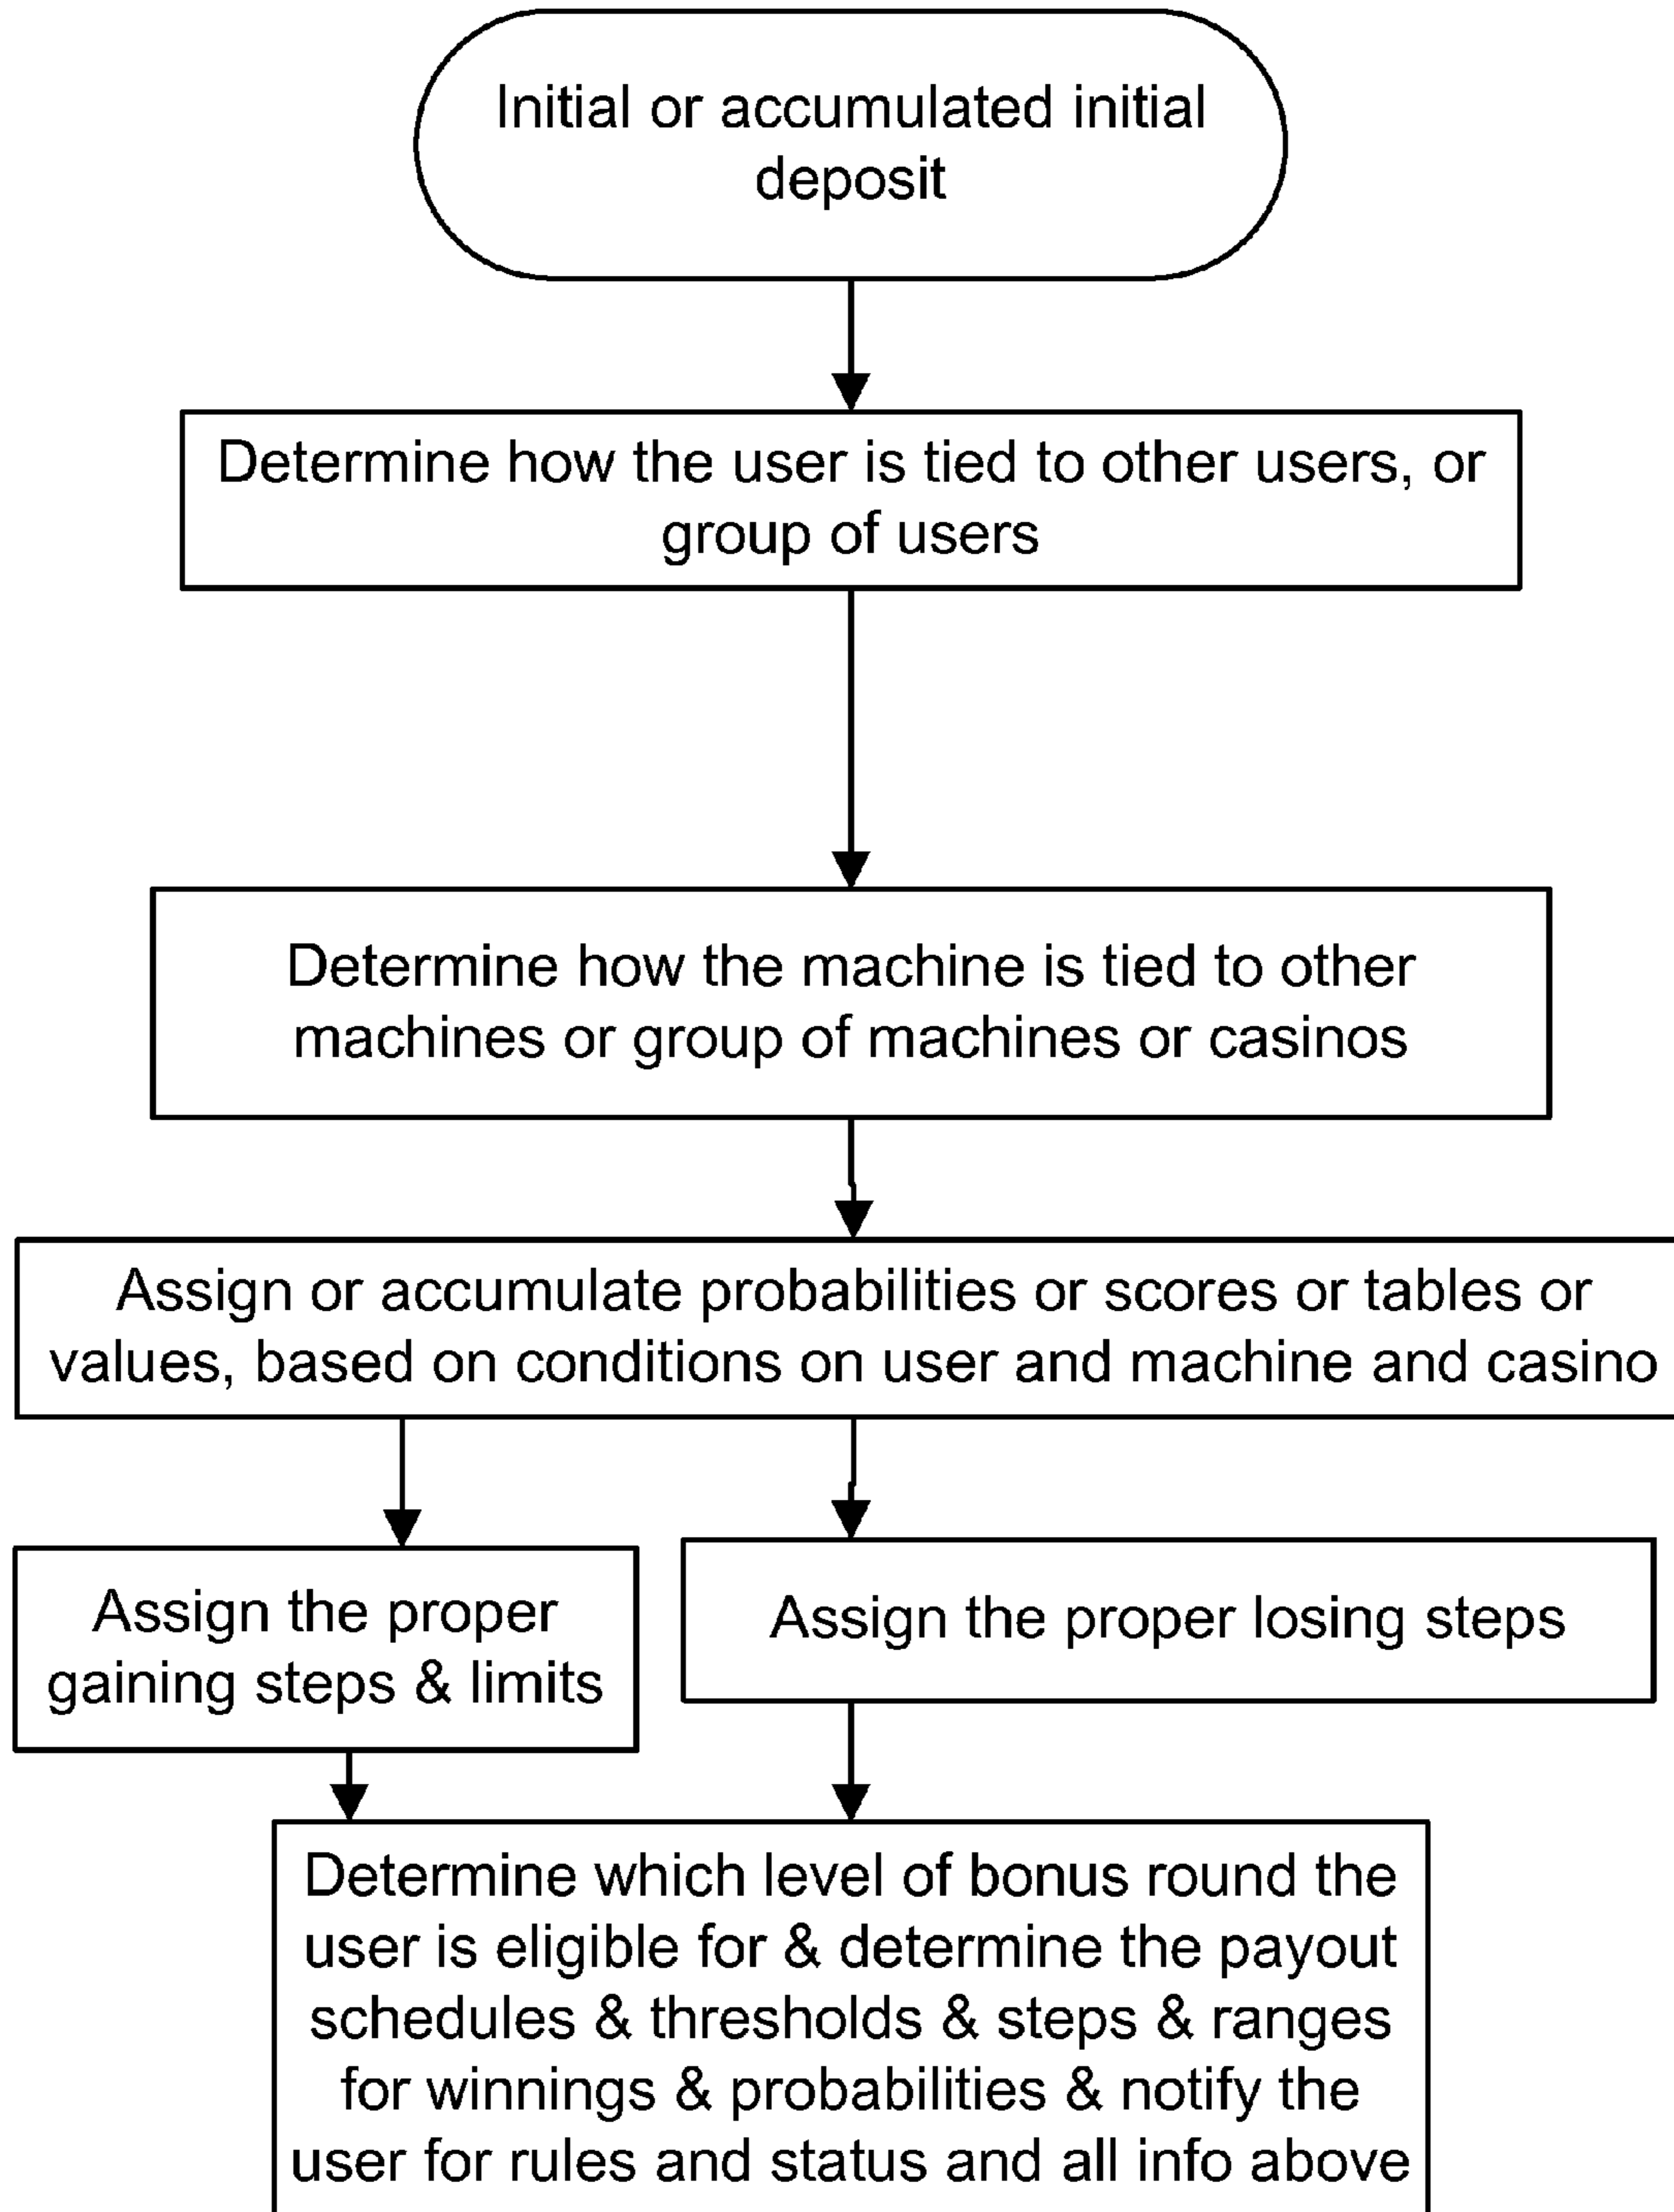 Initial or accumulated initial
deposit
Determine how the user is tied to other users, or
group of users
Determine how the machine is tied to other
machines or group of machines or casinos
Assign or accumulate probabilities or scores or tables or
values, based on conditions on user and machine and casino
Assign the proper
gaining steps & limits
Assign the proper losing steps
Determine which level of bonus round the
user is eligible for & determine the payout
schedules & thresholds & steps & ranges
for winnings & probabilities & notify the
user for rules and status and all info above